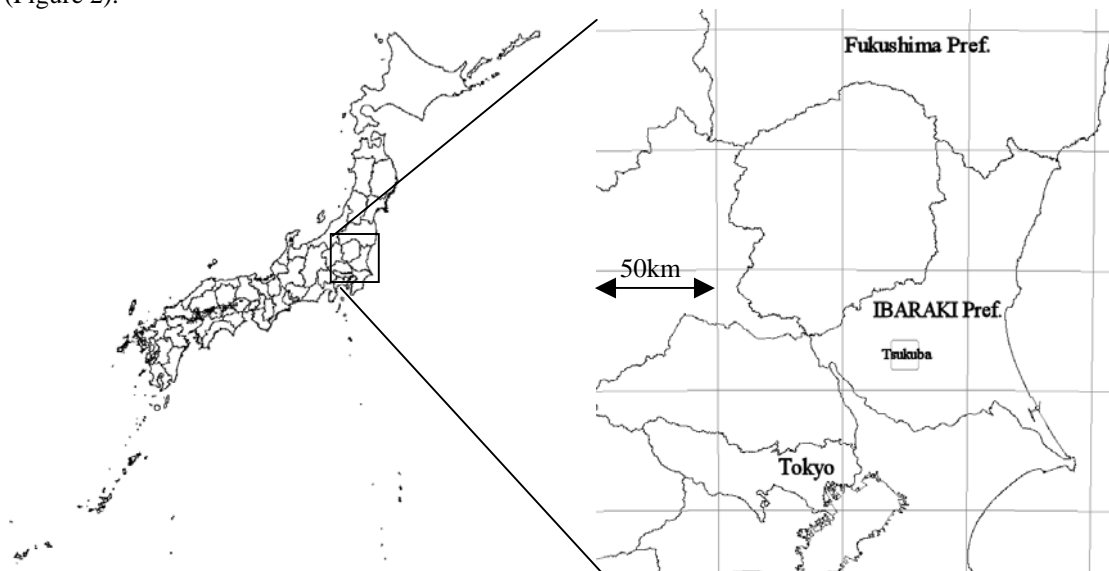 (Figure 2).
Fukushima Pref.
50km
IBARAKI Pref.
Tsukuba
Tokyo